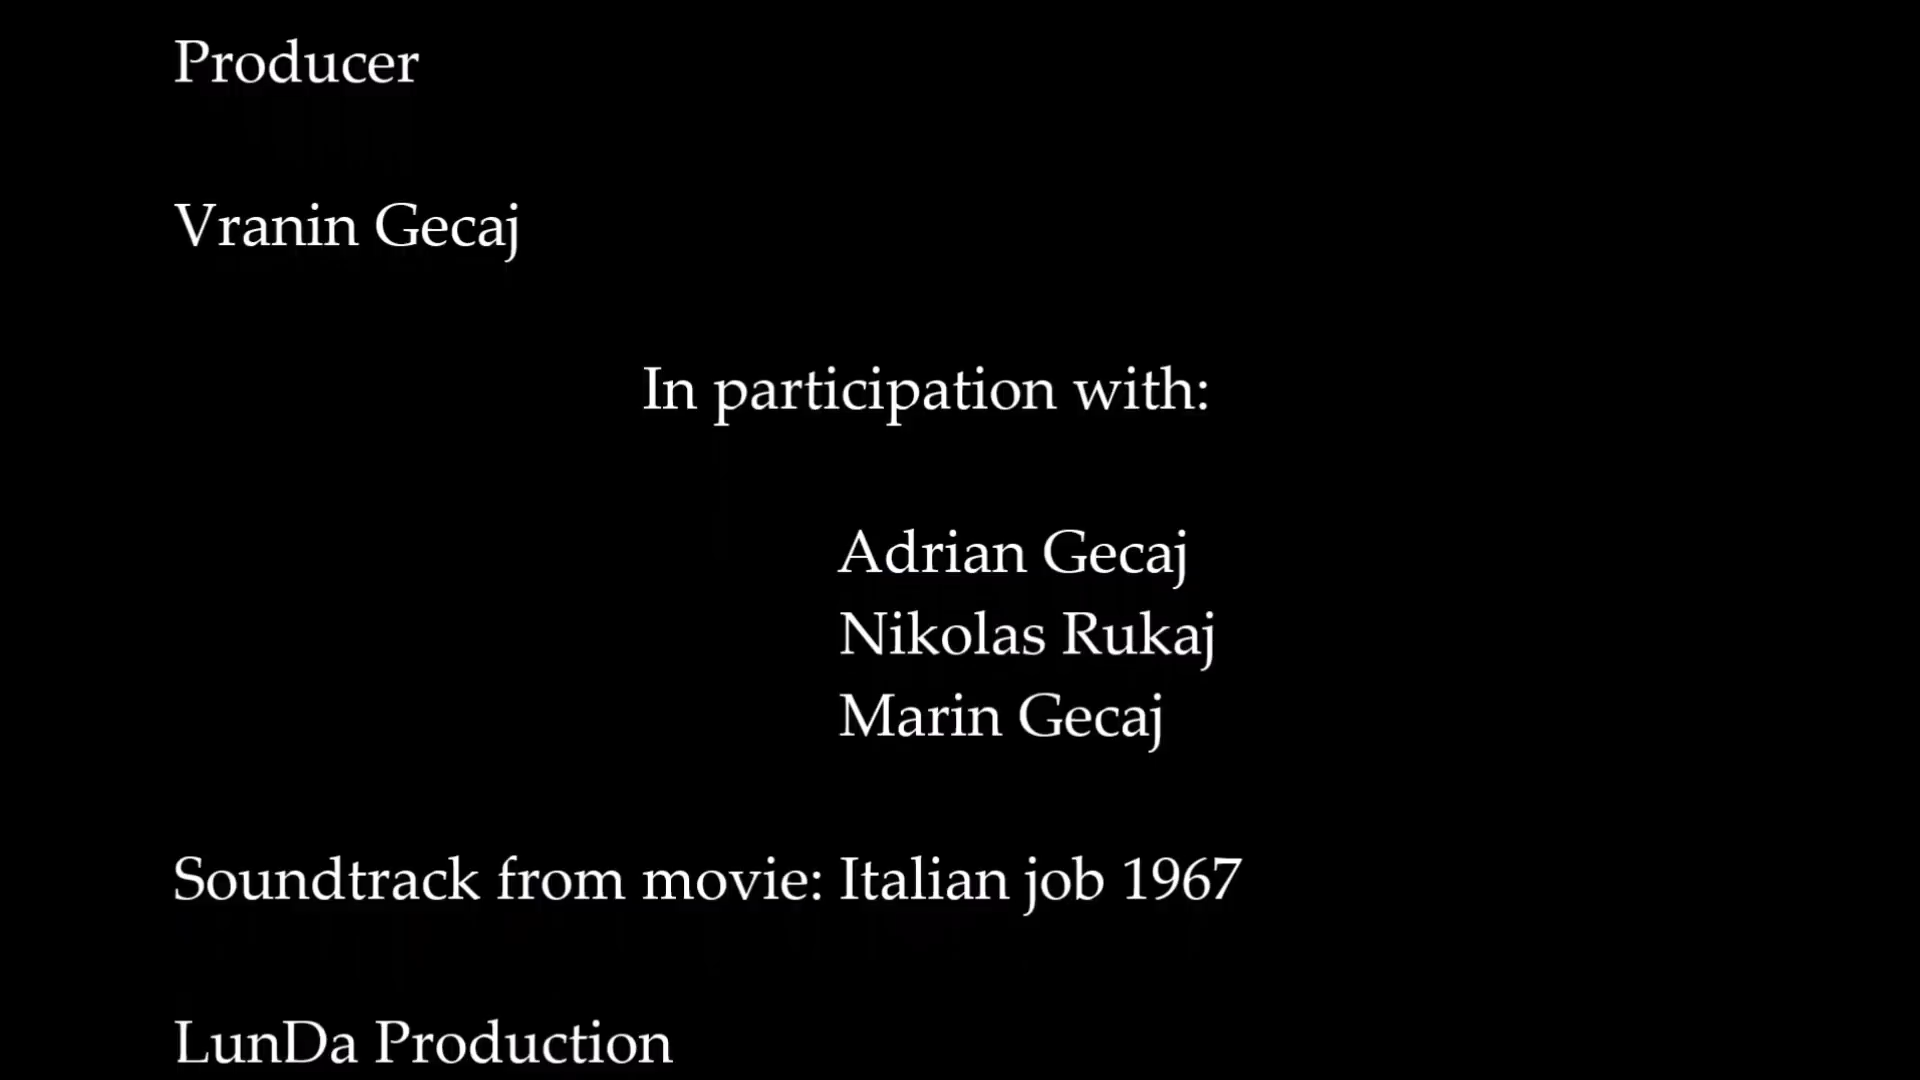 Producer
Vranin Gecaj
In participation with:
Adrian Gecaj
Nikolas Rukaj
Marin Gecaj
Soundtrack from movie: Italian job 1967
LunDa Production